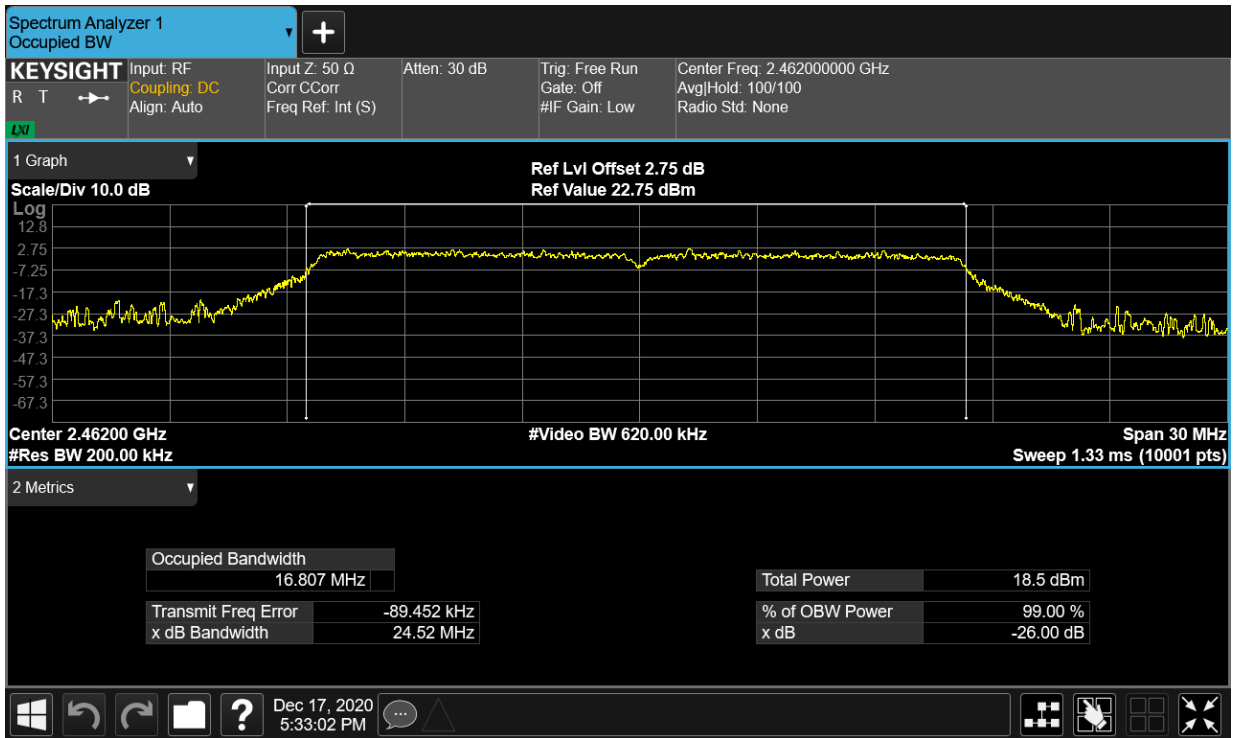 Spectrum Analyzer 1
Occupied BW
KEYSIGHT
R T
LXI
Input: RF
Coupling: DC
Align: Auto
Input Z: 50 Ω
Corr CCorr
Freq Ref: Int (S)
Atten: 30 dB
Trig: Free Run
Gate: Off
#IF Gain: Low
Center Freq: 2.462000000 GHz
Avg|Hold: 100/100
Radio Std: None
1 Graph
Scale/Div 10.0 dB
Ref Lvl Offset 2.75 dB
Ref Value 22.75 dBm
Log
12.8
2.75
-7.25
-17.3
-27.3
-37.3
-47.3
-57.3
-67.3
Center 2.46200 GHz
#Video BW 620.00 kHz
Span 30 MHz
#Res BW 200.00 kHz
Sweep 1.33 ms (10001 pts)
2 Metrics
Occupied Bandwidth
16.807 MHz
Total Power 18.5 dBm
Transmit Freq Error -89.452 kHz
% of OBW Power 99.00 %
x dB Bandwidth 24.52 MHz
x dB -26.00 dB
?
Dec 17, 2020
5:33:02 PM